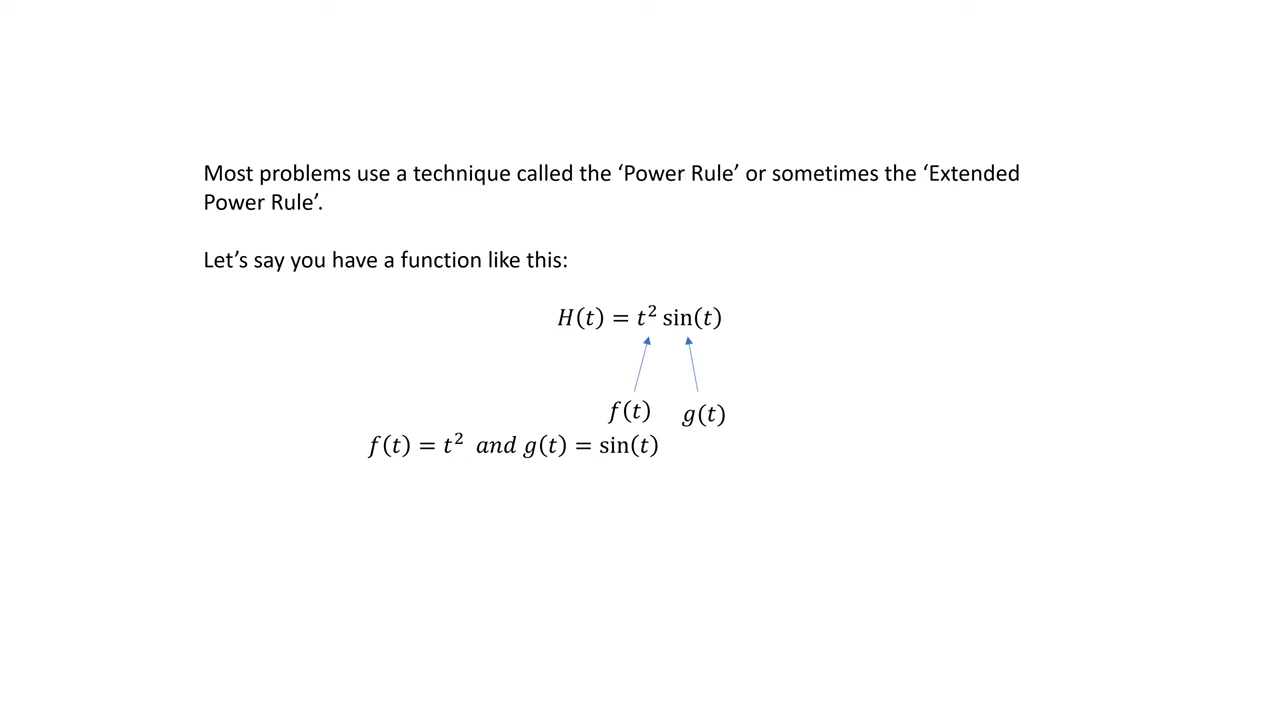 Most problems use a technique called the ‘Power Rule’ or sometimes the ‘Extended
Power Rule’.
Let’s say you have a function like this:
𝐻(𝑡) = 𝑡² sin(𝑡)
𝑓(𝑡) 𝑔(𝑡)
𝑓(𝑡) = 𝑡² 𝑎𝑛𝑑 𝑔(𝑡) = sin(𝑡)